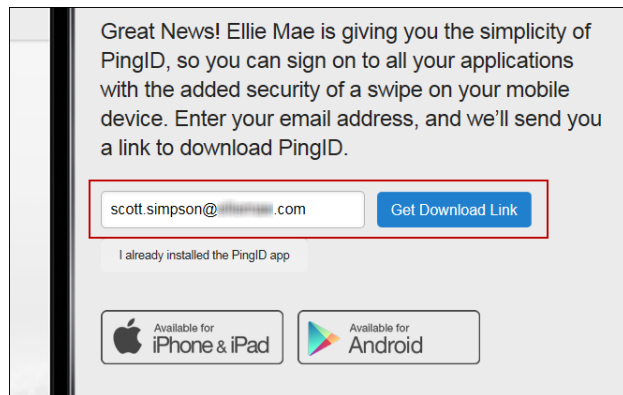 Great News! Ellie Mae is giving you the simplicity of
PingID, so you can sign on to all your applications
with the added security of a swipe on your mobile
device. Enter your email address, and we'll send you
a link to download PingID.
scott.simpson@ .com Get Download Link
I already installed the PingID app
Available for
iPhone & iPad
Available for
Android